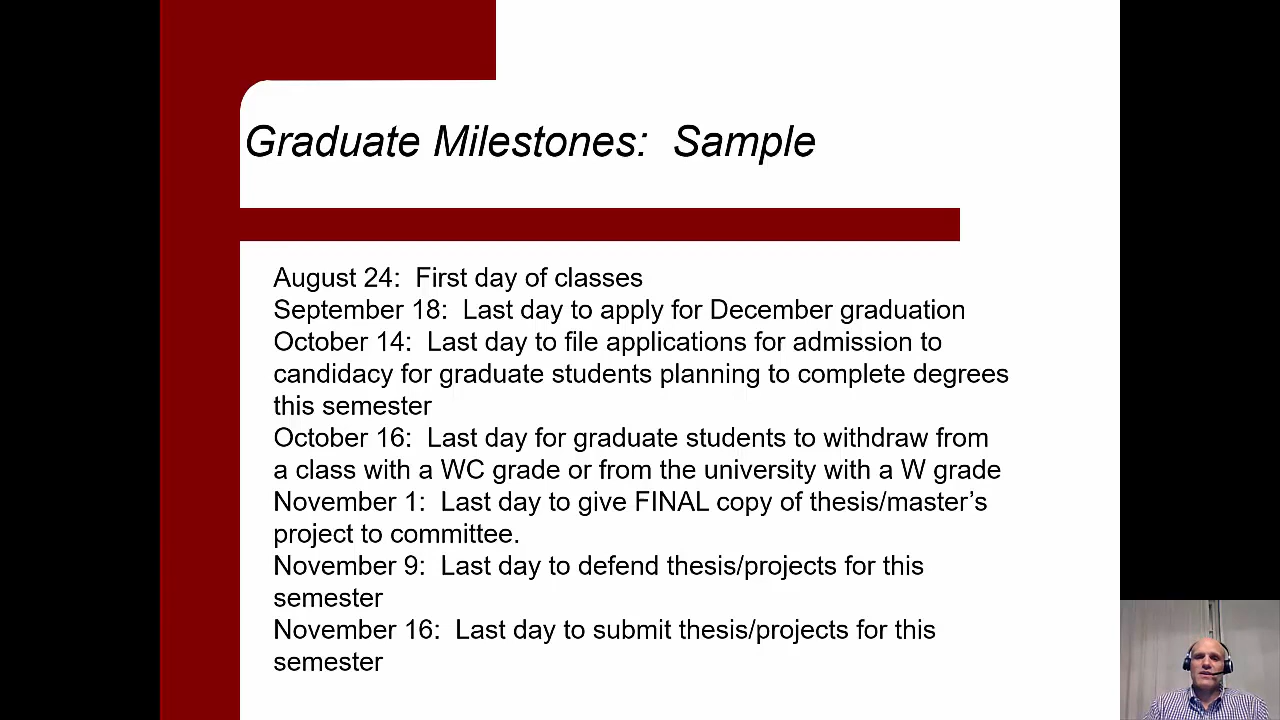 Graduate Milestones: Sample
August 24: First day of classes
September 18: Last day to apply for December graduation
October 14: Last day to file applications for admission to
candidacy for graduate students planning to complete degrees
this semester
October 16: Last day for graduate students to withdraw from
a class with a WC grade or from the university with a W grade
November 1: Last day to give FINAL copy of thesis/master’s
project to committee.
November 9: Last day to defend thesis/projects for this
semester
November 16: Last day to submit thesis/projects for this
semester